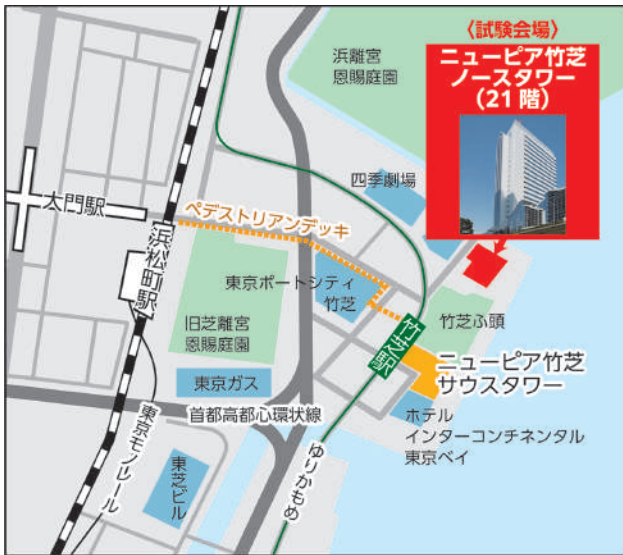 〈試験会場〉
ニューピア竹芝
ノースタワー
(21階)
浜離宮
恩賜庭園
四季劇場
大門駅
ペデストリアンデッキ
浜松町駅
東京ポートシティ
竹芝
旧芝離宮
恩賜庭園
竹芝ふ頭
竹芝駅
ニューピア竹芝
サウスタワー
東京ガス
首都高都心環状線
ホテル
インターコンチネンタル
東京ベイ
東京モノレール
東芝ビル
ゆりかもめ